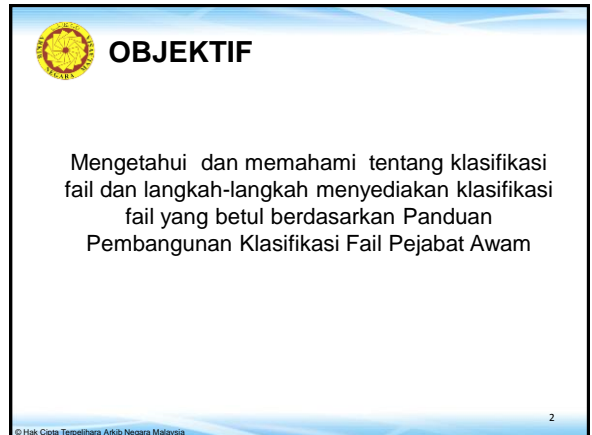 OBJEKTIF
Mengetahui dan memahami tentang klasifikasi
fail dan langkah-langkah menyediakan klasifikasi
fail yang betul berdasarkan Panduan
Pembangunan Klasifikasi Fail Pejabat Awam
2
© Hak Cipta Terpelihara Arkib Negara Malaysia